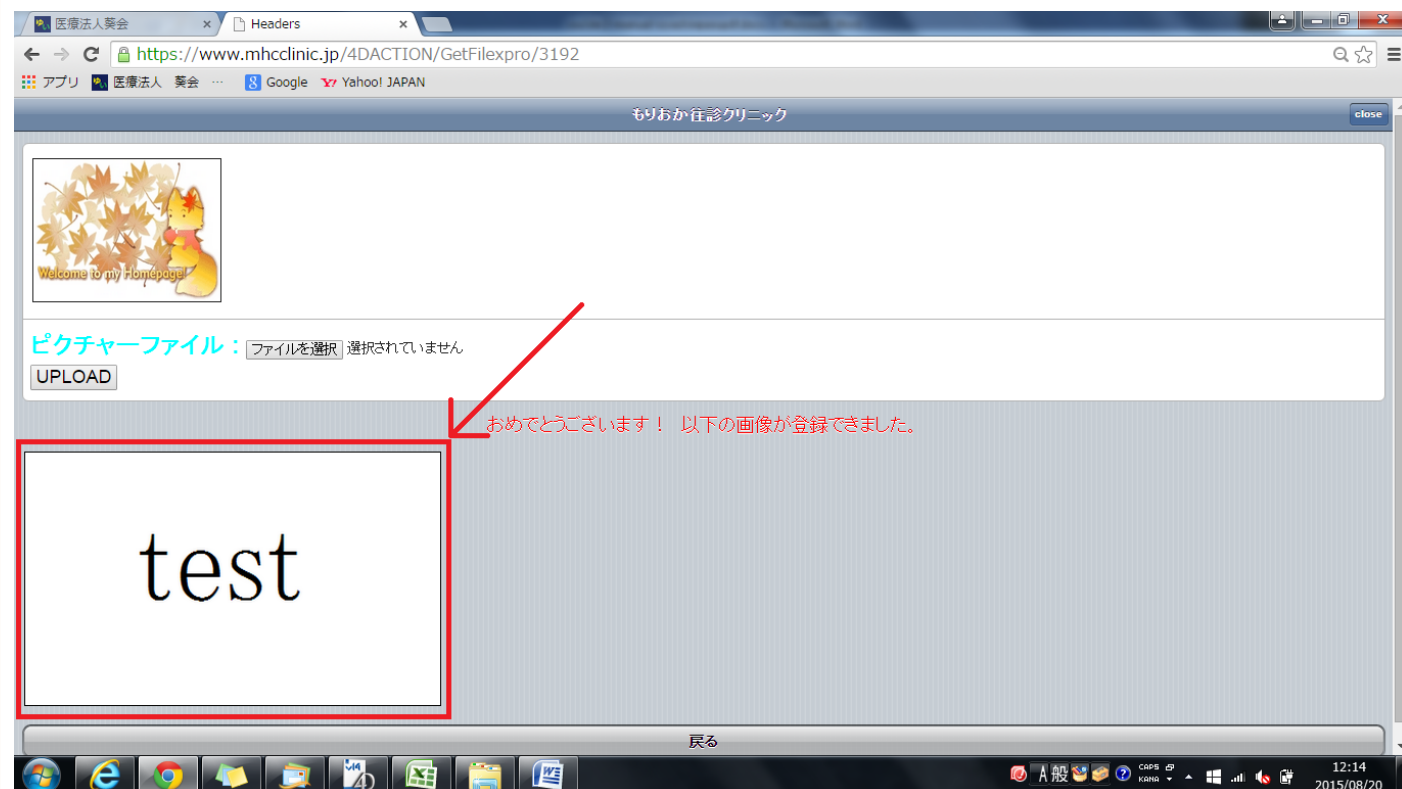 医療法人葵会
Headers
https://www.mhcclinic.jp/4DACTION/GetFilexpro/3192
アプリ 医療法人 葵会 … Google Yahoo! JAPAN
もりおか往診クリニック
close
Welcome to my Homepage!
ピクチャーファイル： ファイルを選択 選択されていません
UPLOAD
おめでとうございます！ 以下の画像が登録できました。
test
戻る
A 般 CAPS KANA
12:14
2015/08/20